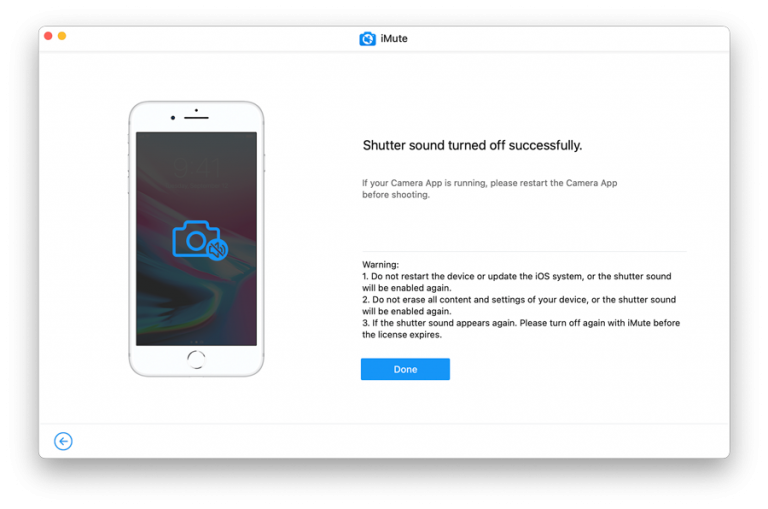 iMute
Shutter sound turned off successfully.
If your Camera App is running, please restart the Camera App
before shooting.
Warning:
1. Do not restart the device or update the iOS system, or the shutter sound
will be enabled again.
2. Do not erase all content and settings of your device, or the shutter sound
will be enabled again.
3. If the shutter sound appears again. Please turn off again with iMute before
the license expires.
Done